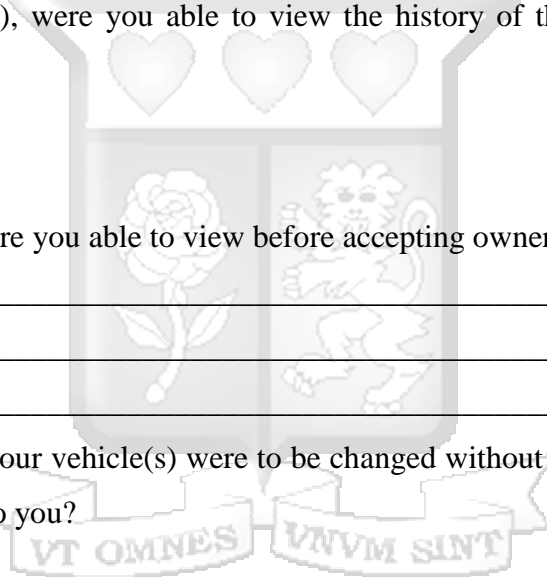 ), were you able to view the history of th
re you able to view before accepting owner
our vehicle(s) were to be changed without
o you?
VT OMNES VNVM SINT